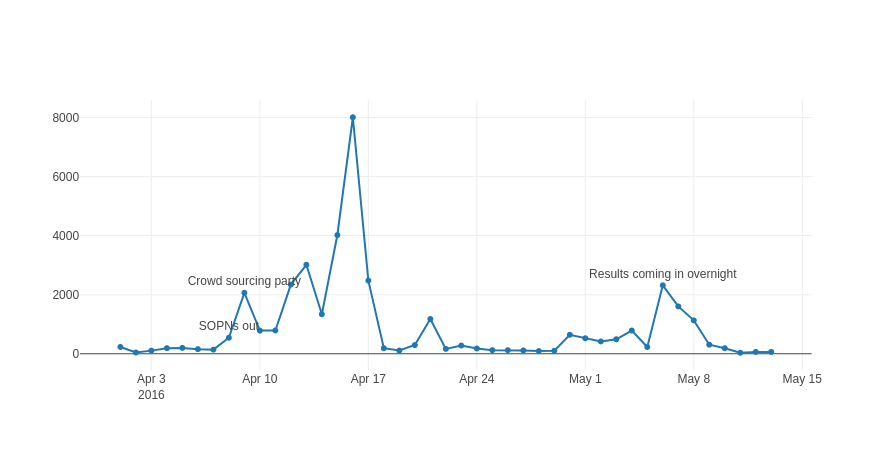 8000
6000
4000
2000
0
Crowd sourcing party
SOPNs out
Results coming in overnight
Apr 3
2016
Apr 10
Apr 17
Apr 24
May 1
May 8
May 15